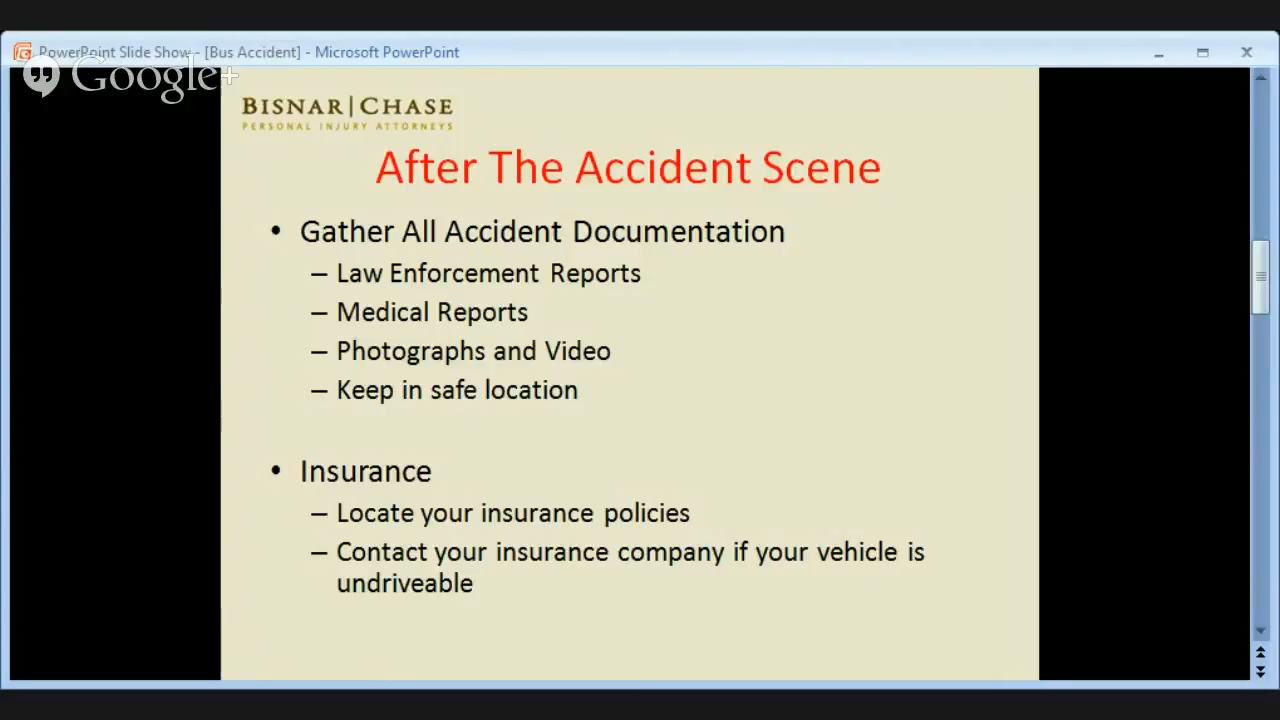 PowerPoint Slide Show - [Bus Accident] - Microsoft PowerPoint
Google+
BISNAR|CHASE
PERSONAL INJURY ATTORNEYS
After The Accident Scene
• Gather All Accident Documentation
– Law Enforcement Reports
– Medical Reports
– Photographs and Video
– Keep in safe location
• Insurance
– Locate your insurance policies
– Contact your insurance company if your vehicle is
undriveable